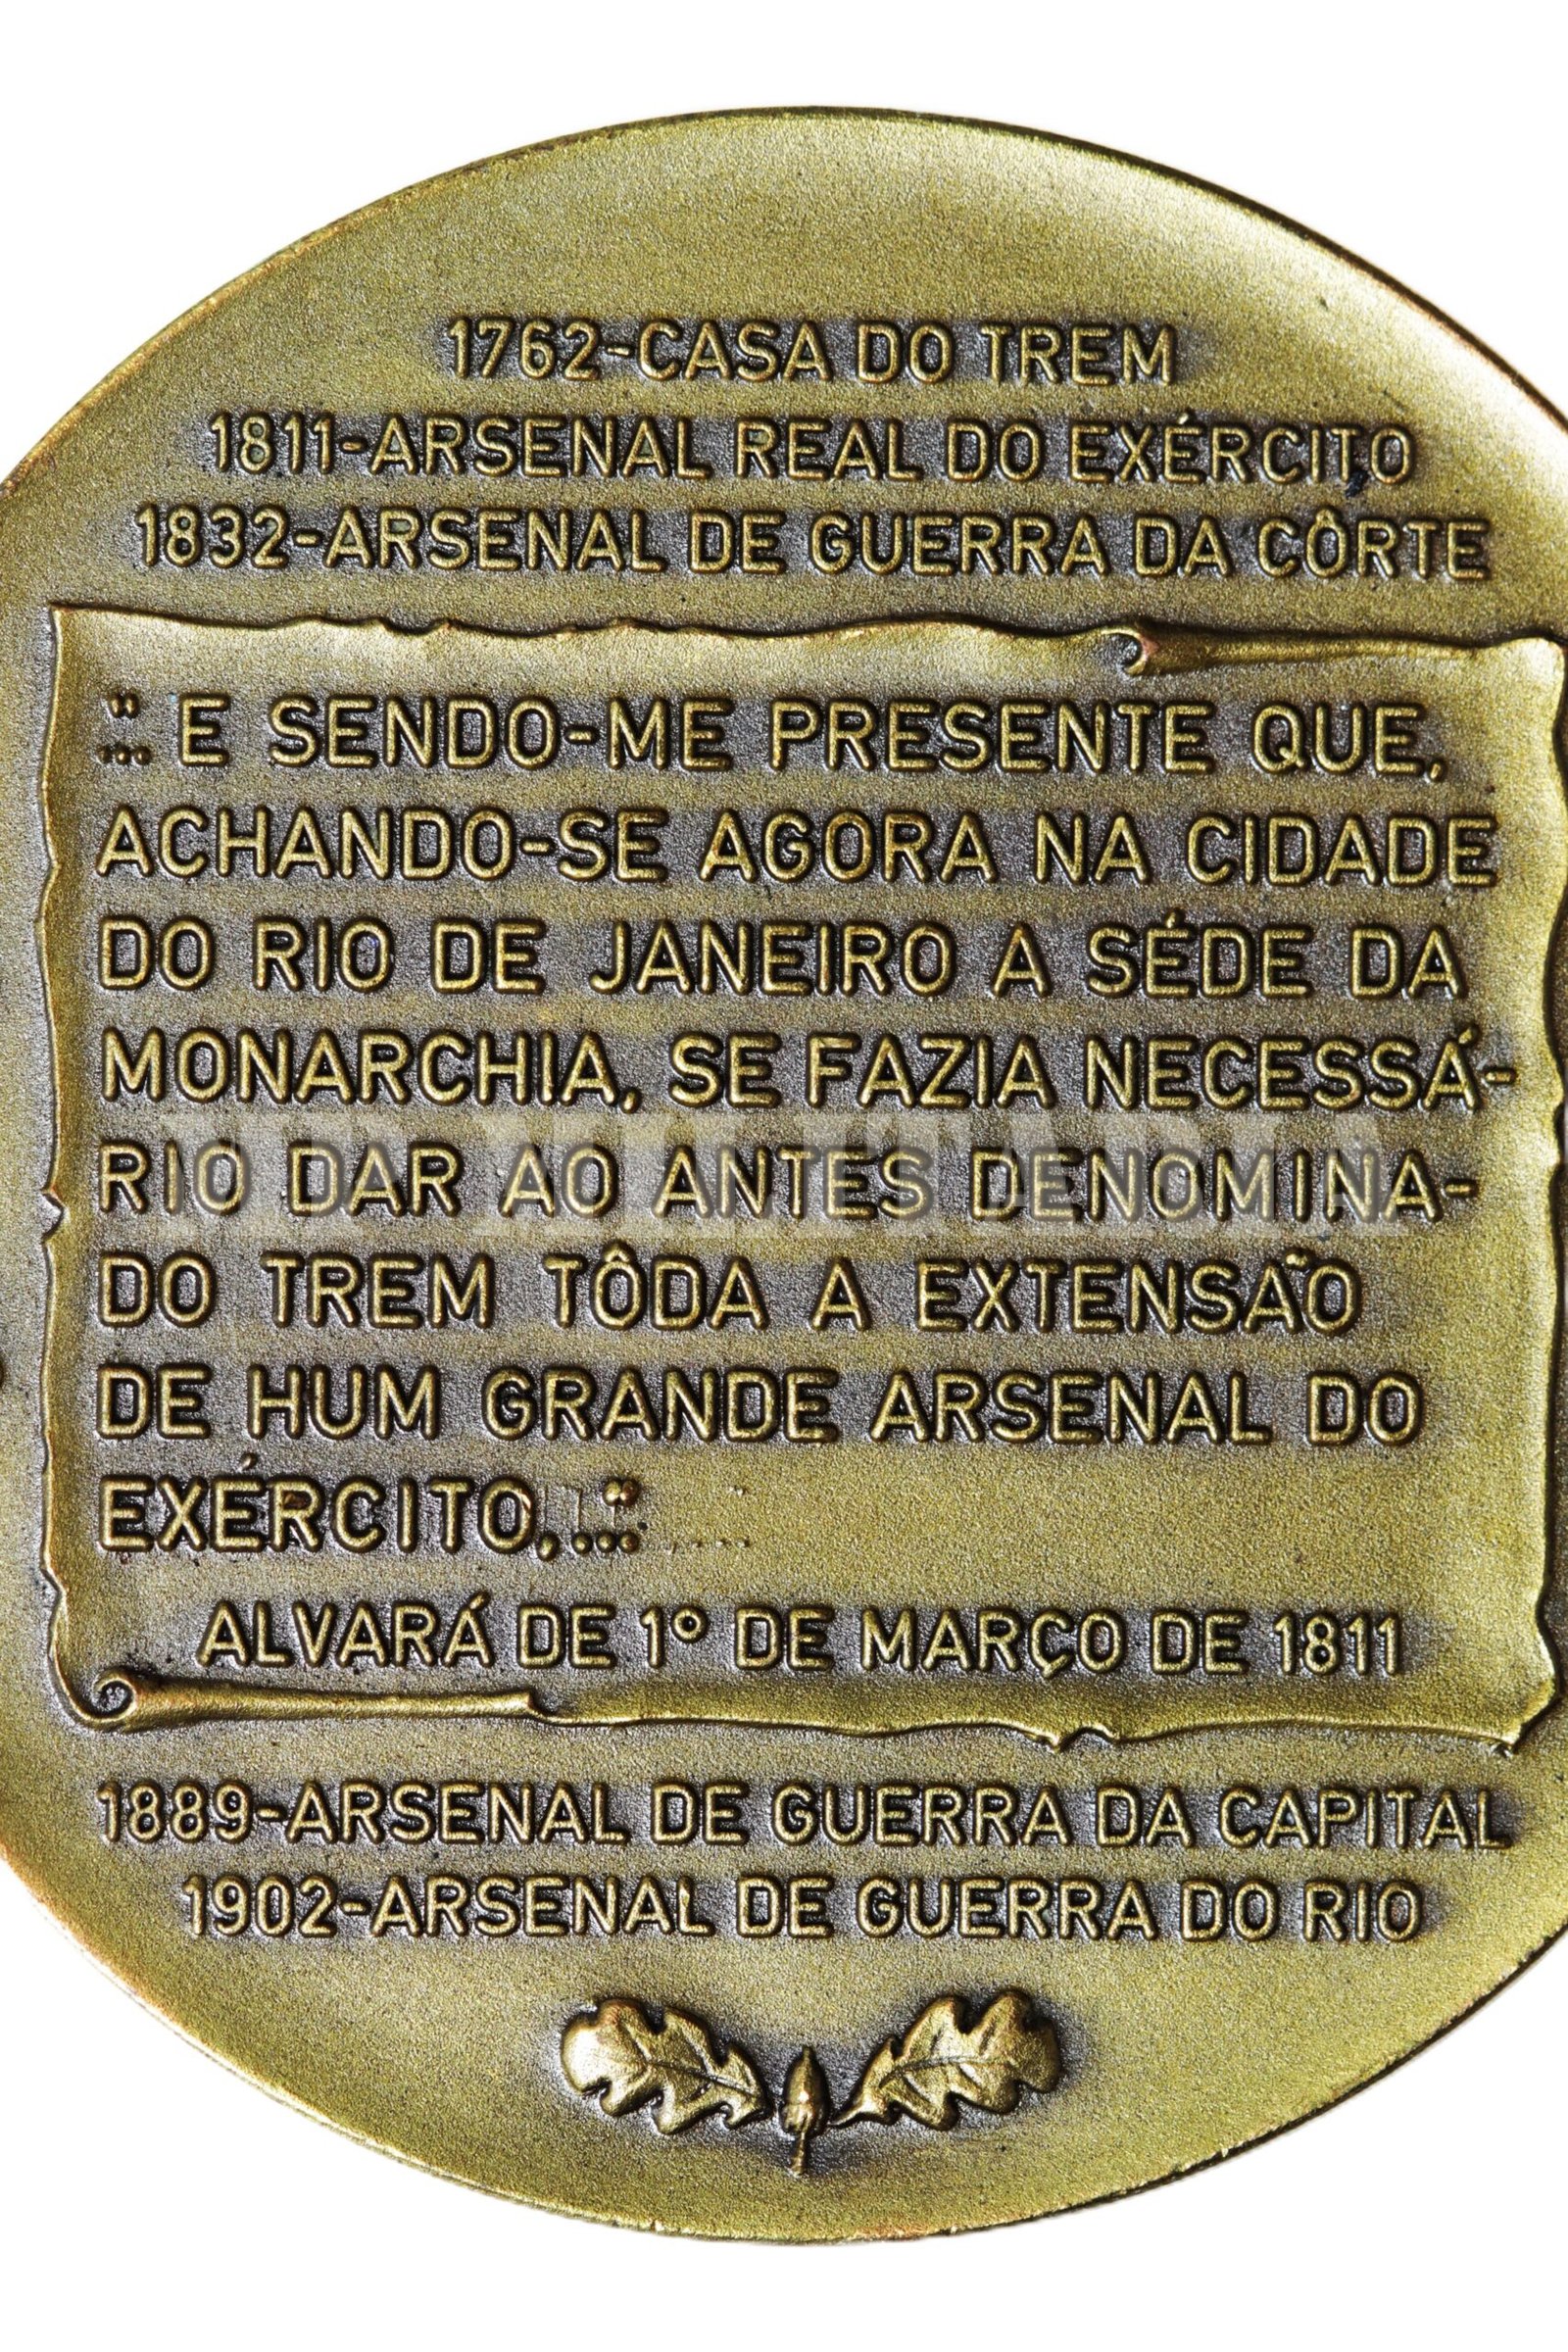 1762-CASA DO TREM
1811-ARSENAL REAL DO EXÉRCITO
1832-ARSENAL DE GUERRA DA CÔRTE
"... E SENDO-ME PRESENTE QUE,
ACHANDO-SE AGORA NA CIDADE
DO RIO DE JANEIRO A SÉDE DA
MONARCHIA, SE FAZIA NECESSÁ-
RIO DAR AO ANTES DENOMINA-
DO TREM TÔDA A EXTENSÃO
DE HUM GRANDE ARSENAL DO
EXÉRCITO,..."
ALVARÁ DE 1º DE MARÇO DE 1811
1889-ARSENAL DE GUERRA DA CAPITAL
1902-ARSENAL DE GUERRA DO RIO